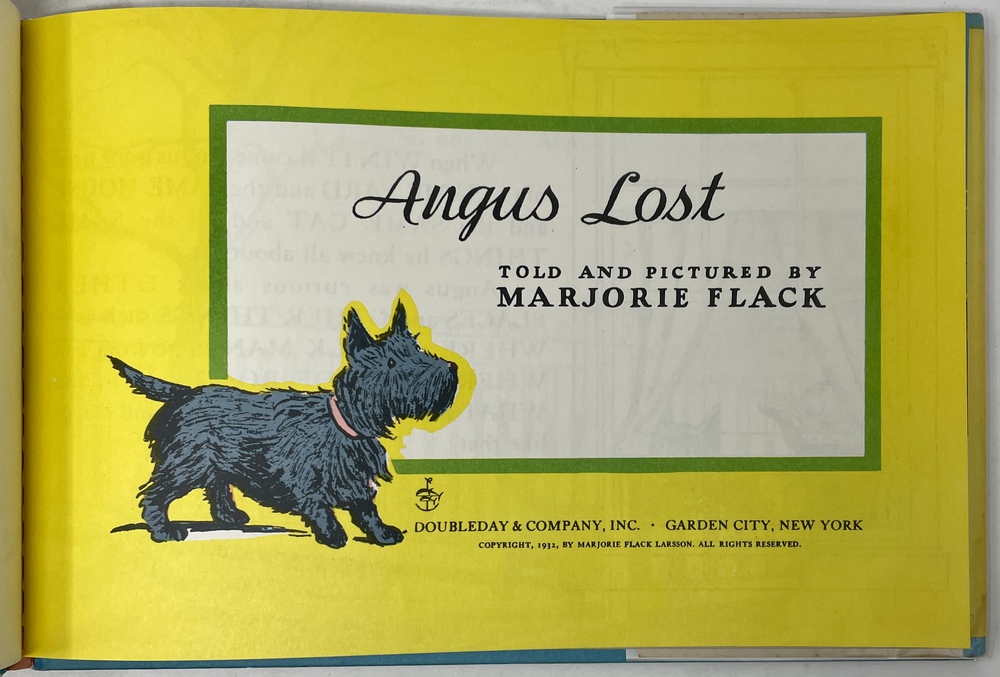 Angus Lost
TOLD AND PICTURED BY
MARJORIE FLACK
DOUBLEDAY & COMPANY, INC. · GARDEN CITY, NEW YORK
COPYRIGHT, 1932, BY MARJORIE FLACK LARSSON. ALL RIGHTS RESERVED.